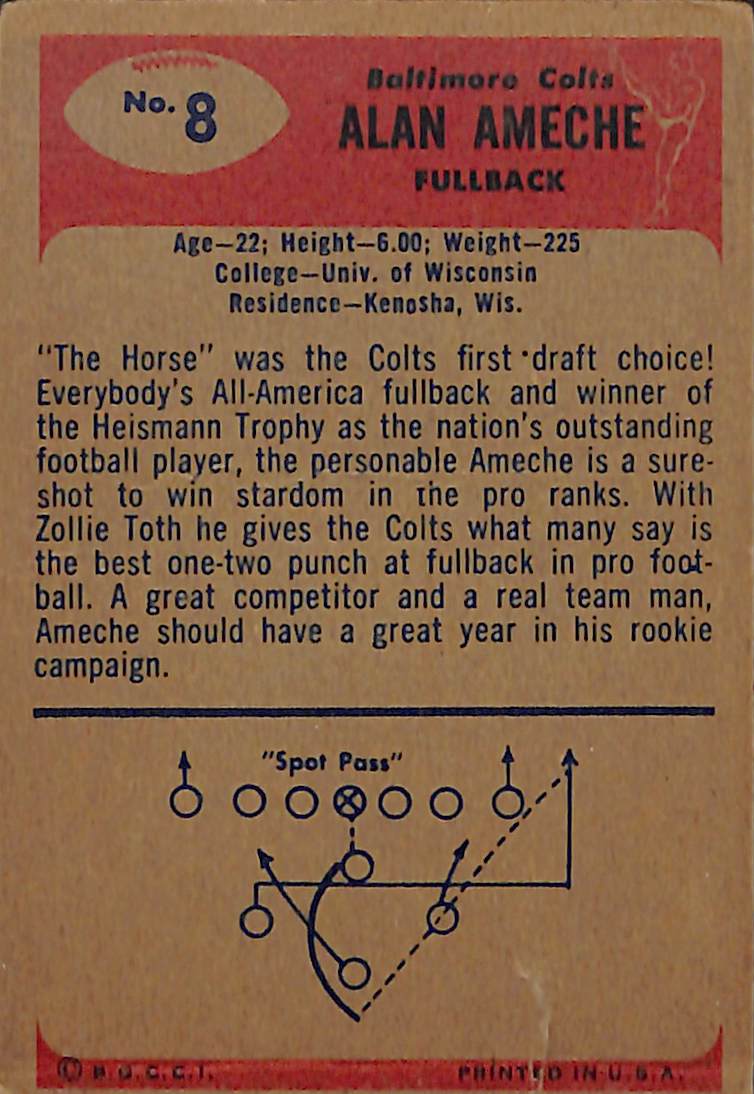 No. 8
Baltimore Colts
ALAN AMECHE
FULLBACK
Age—22; Height—6.00; Weight—225
College—Univ. of Wisconsin
Residence—Kenosha, Wis.
"The Horse" was the Colts first draft choice!
Everybody's All-America fullback and winner of
the Heismann Trophy as the nation's outstanding
football player, the personable Ameche is a sure-
shot to win stardom in the pro ranks. With
Zollie Toth he gives the Colts what many say is
the best one-two punch at fullback in pro foot-
ball. A great competitor and a real team man,
Ameche should have a great year in his rookie
campaign.
"Spot Pass"
© B.G.C.C.I. PRINTED IN U.S.A.